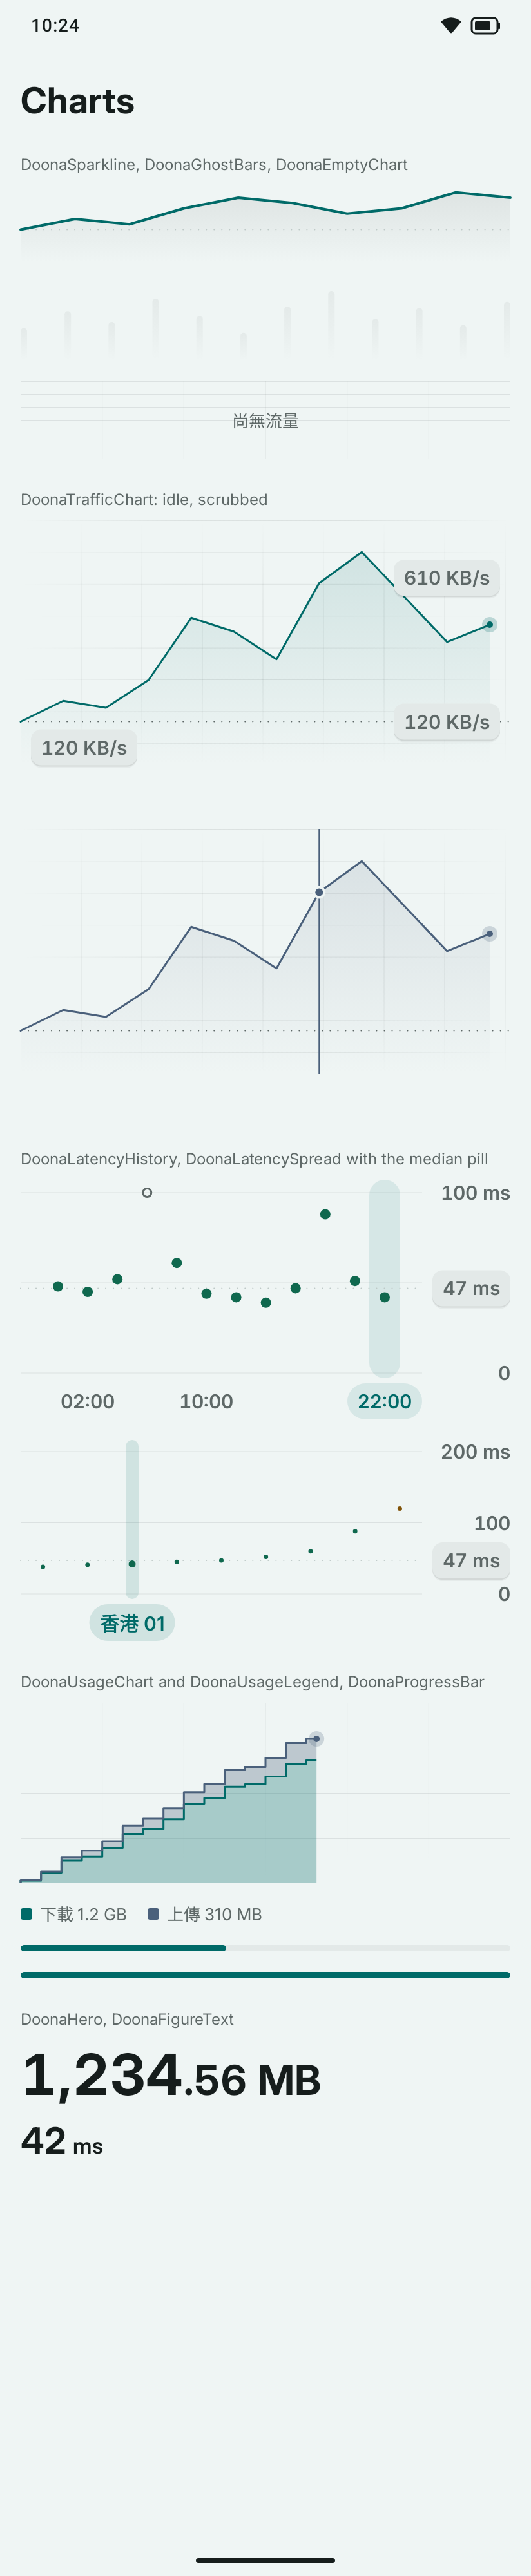 10:24
Charts
DoonaSparkline, DoonaGhostBars, DoonaEmptyChart
尚無流量
DoonaTrafficChart: idle, scrubbed
610 KB/s
120 KB/s
120 KB/s
DoonaLatencyHistory, DoonaLatencySpread with the median pill
100 ms
47 ms
0
02:00 10:00 22:00
200 ms
100
47 ms
0
香港 01
DoonaUsageChart and DoonaUsageLegend, DoonaProgressBar
下載 1.2 GB 上傳 310 MB
DoonaHero, DoonaFigureText
1,234.56 MB
42 ms